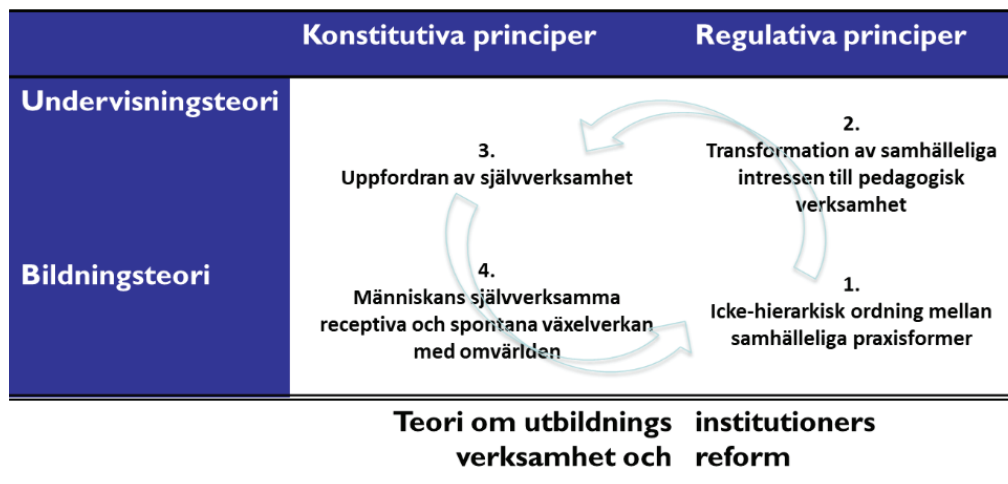 Konstitutiva principer
Regulativa principer
Undervisningsteori
3.
Uppfordran av självverksamhet
2.
Transformation av samhälleliga
intressen till pedagogisk
verksamhet
Bildningsteori
4.
Människans självverksamma
receptiva och spontana växelverkan
med omvärlden
1.
Icke-hierarkisk ordning mellan
samhälleliga praxisformer
Teori om utbildnings institutioners
verksamhet och reform